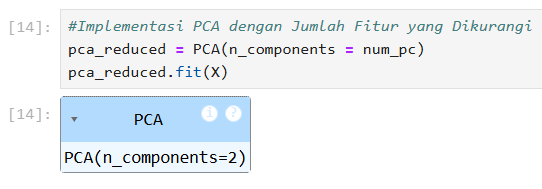 [14]: #Implementasi PCA dengan Jumlah Fitur yang Dikurangi
pca_reduced = PCA(n_components = num_pc)
pca_reduced.fit(X)
[14]: ▾ PCA i ?
PCA(n_components=2)